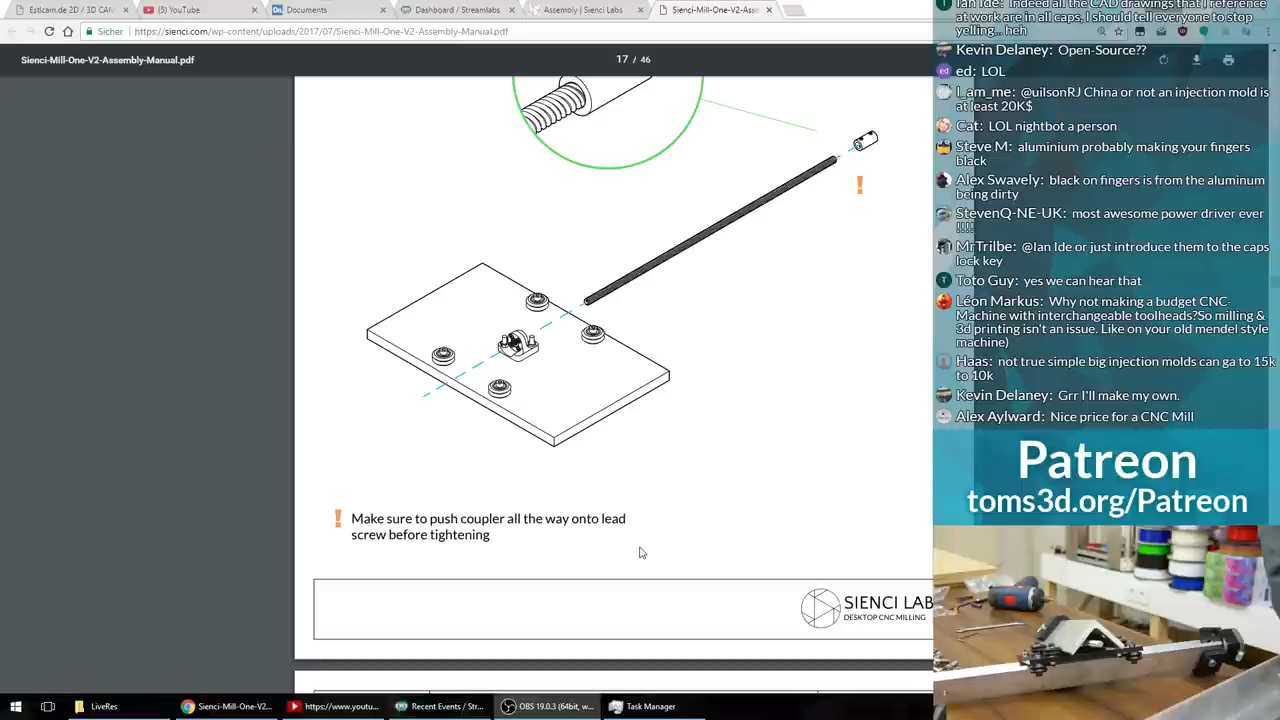 Estlcam.de 2D / 3D CAM
(5) YouTube
Documents
Dashboard / Streamlabs
Assembly | Sienci Labs
Sienci-Mill-One-V2-Asse
Sicher
https://sienci.com/wp-content/uploads/2017/07/Sienci-Mill-One-V2-Assembly-Manual.pdf
Sienci-Mill-One-V2-Assembly-Manual.pdf
17 / 46
!
! Make sure to push coupler all the way onto lead
screw before tightening
SIENCI LAB
DESKTOP CNC MILLING
Ian Ide: Indeed all the CAD drawings that I reference
at work are in all caps, I should tell everyone to stop
yelling... heh
Kevin Delaney: Open-Source??
ed: LOL
I_am_me: @uilsonRJ China or not an injection mold is
at least 20K$
Cat: LOL nightbot a person
Steve M: aluminium probably making your fingers
black
Alex Swavely: black on fingers is from the aluminum
being dirty
StevenQ-NE-UK: most awesome power driver ever
!!!!
MrTrilbe: @Ian Ide or just introduce them to the caps
lock key
Toto Guy: yes we can hear that
Léon Markus: Why not making a budget CNC-
Machine with interchangeable toolheads?So milling &
3d printing isn't an issue. Like on your old mendel style
machine)
Haas: not true simple big injection molds can ga to 15k
to 10k
Kevin Delaney: Grr I'll make my own.
Alex Aylward: Nice price for a CNC Mill
Patreon
toms3d.org/Patreon
LiveRes
Sienci-Mill-One-V2...
https://www.youtu...
Recent Events / Str...
OBS 19.0.3 (64bit, w...
Task Manager